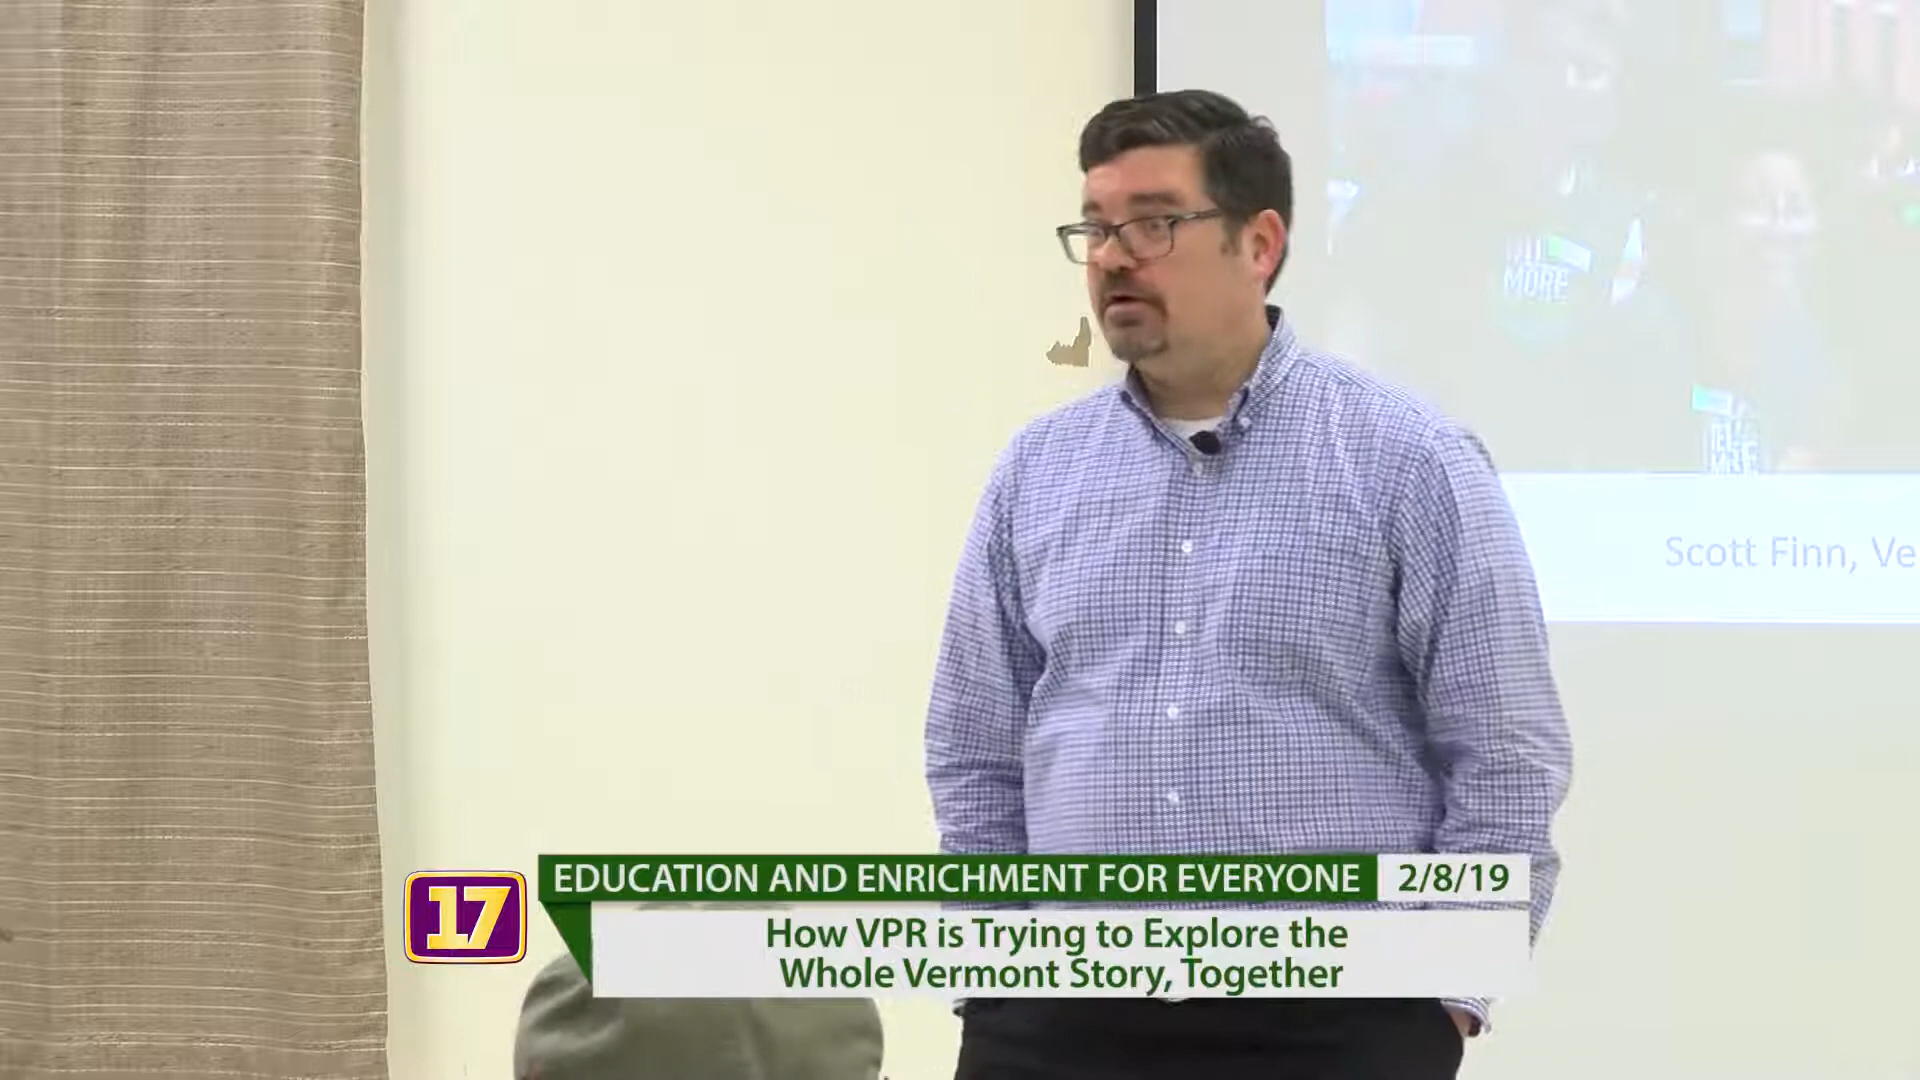 MORE
Scott Finn, Ve
17
EDUCATION AND ENRICHMENT FOR EVERYONE
2/8/19
How VPR is Trying to Explore the
Whole Vermont Story, Together